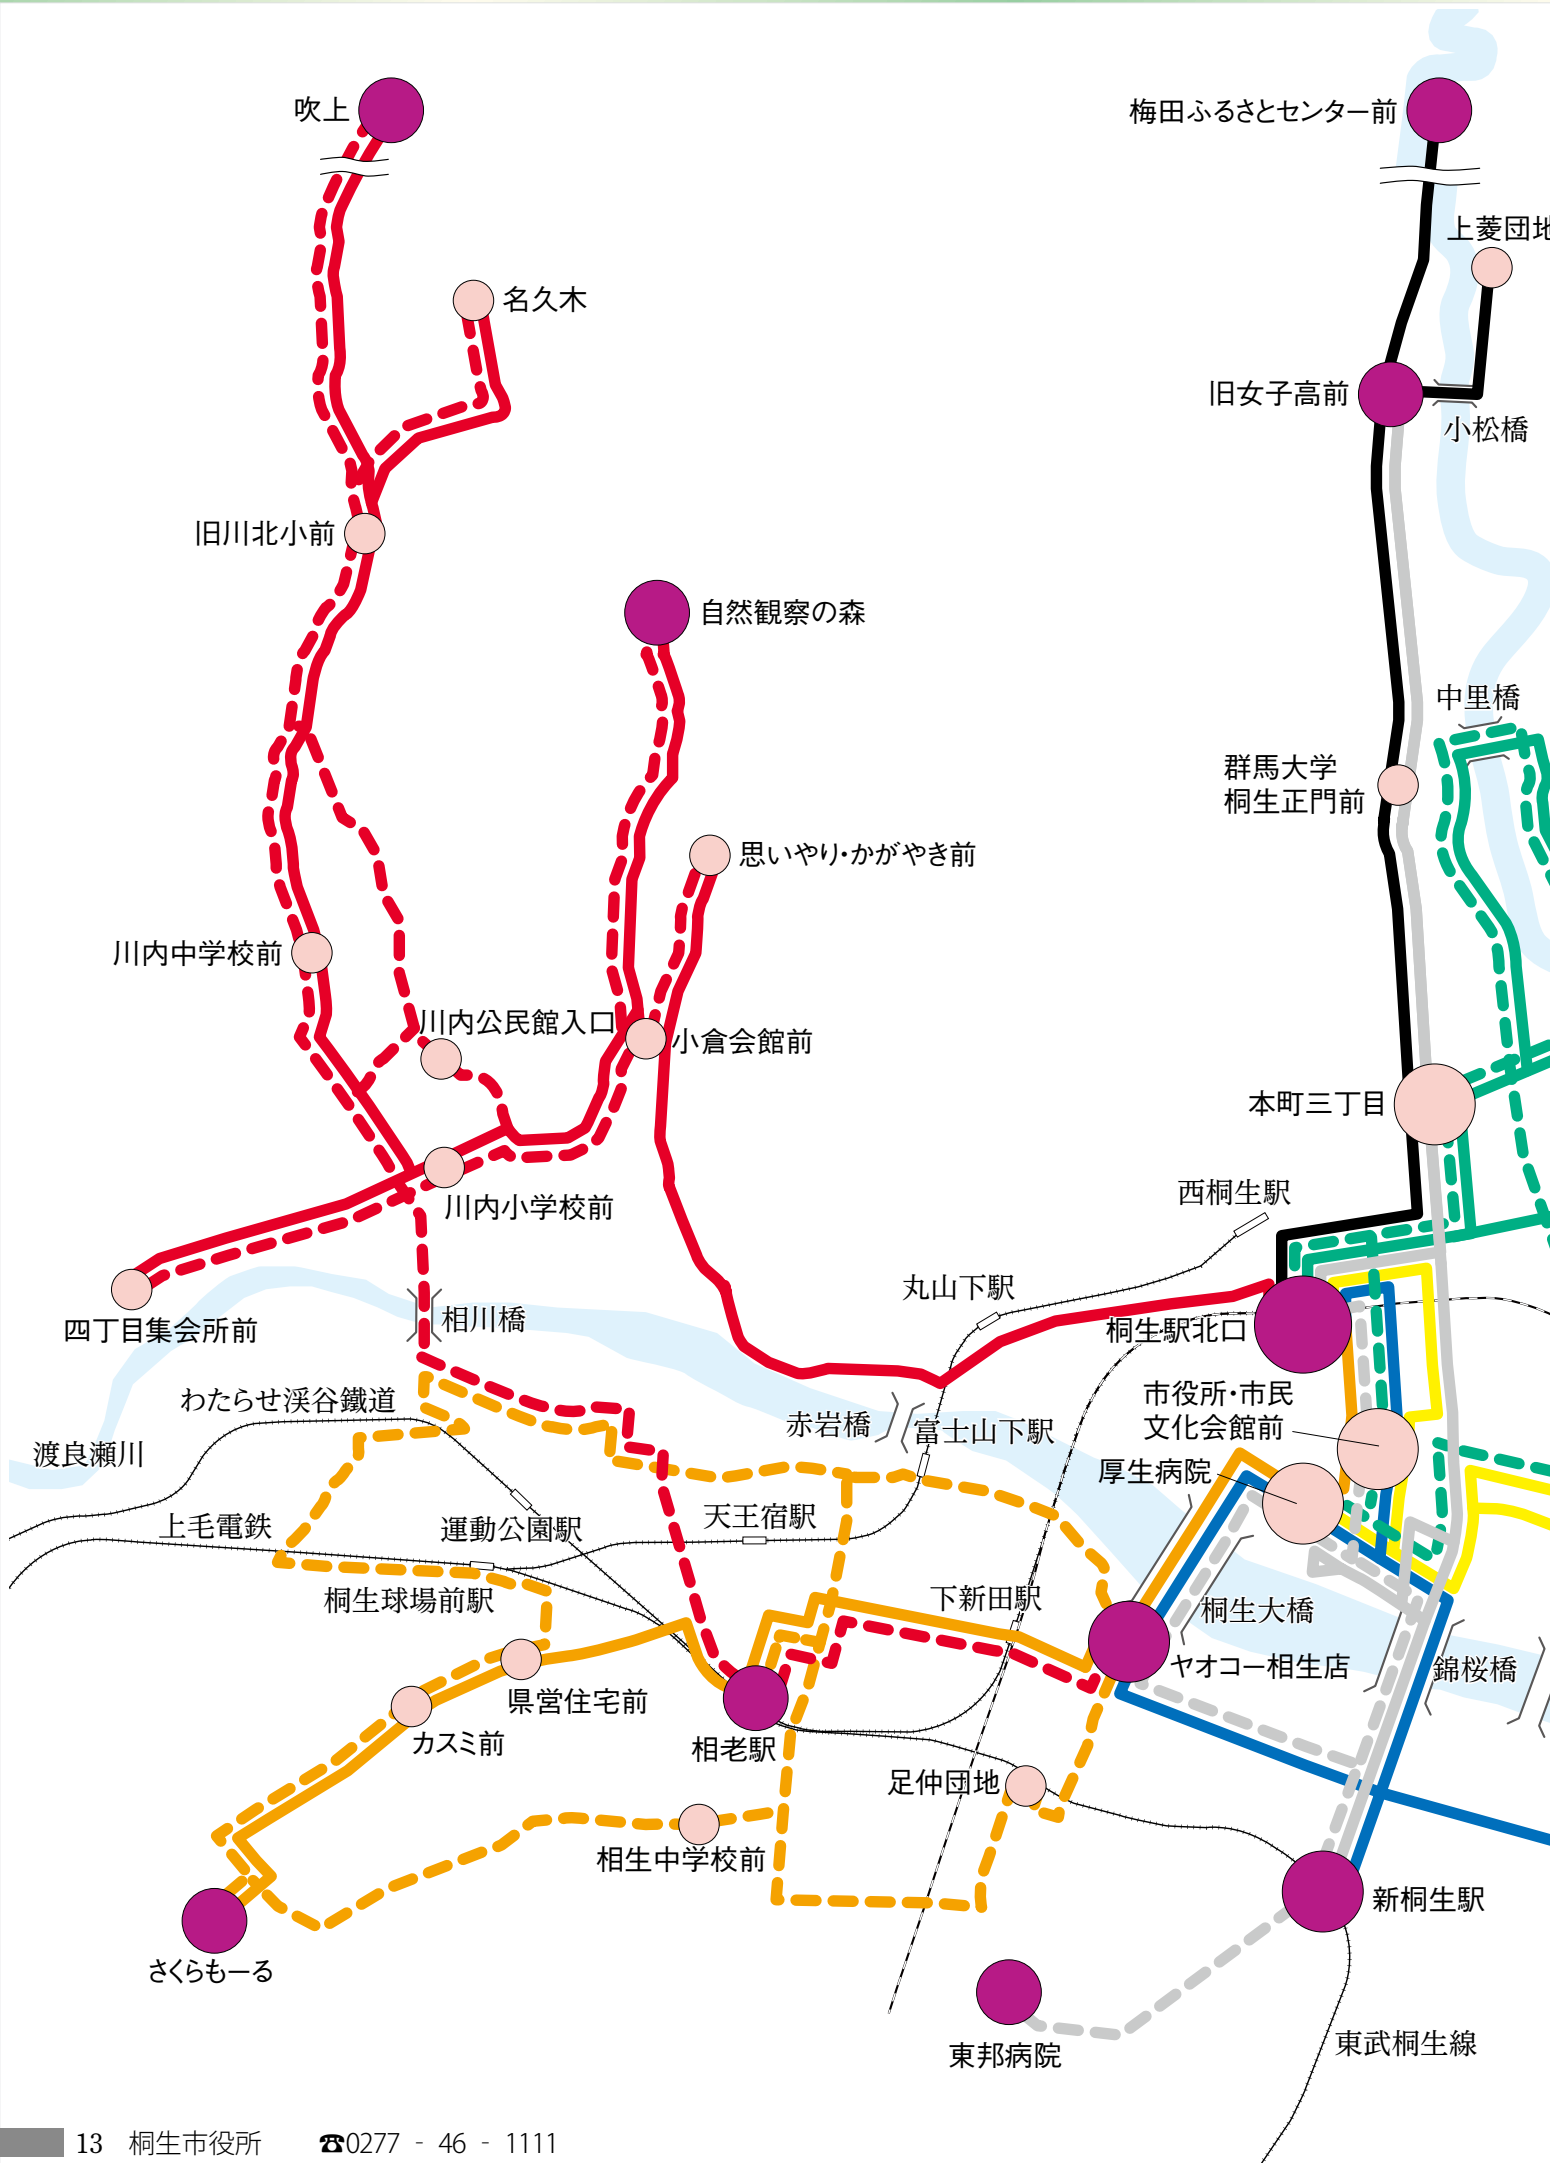 吹上
梅田ふるさとセンター前
上菱団地
名久木
旧女子高前
小松橋
旧川北小前
自然観察の森
中里橋
群馬大学
桐生正門前
思いやり・かがやき前
川内中学校前
川内公民館入口
小倉会館前
本町三丁目
川内小学校前
西桐生駅
丸山下駅
四丁目集会所前
相川橋
桐生駅北口
わたらせ渓谷鐵道
市役所・市民
文化会館前
赤岩橋
富士山下駅
渡良瀬川
厚生病院
上毛電鉄
運動公園駅
天王宿駅
桐生球場前駅
下新田駅
桐生大橋
ヤオコー相生店
錦桜橋
県営住宅前
カスミ前
相老駅
足仲団地
相生中学校前
新桐生駅
さくらもーる
東邦病院
東武桐生線
13 桐生市役所 ☎0277 - 46 - 1111